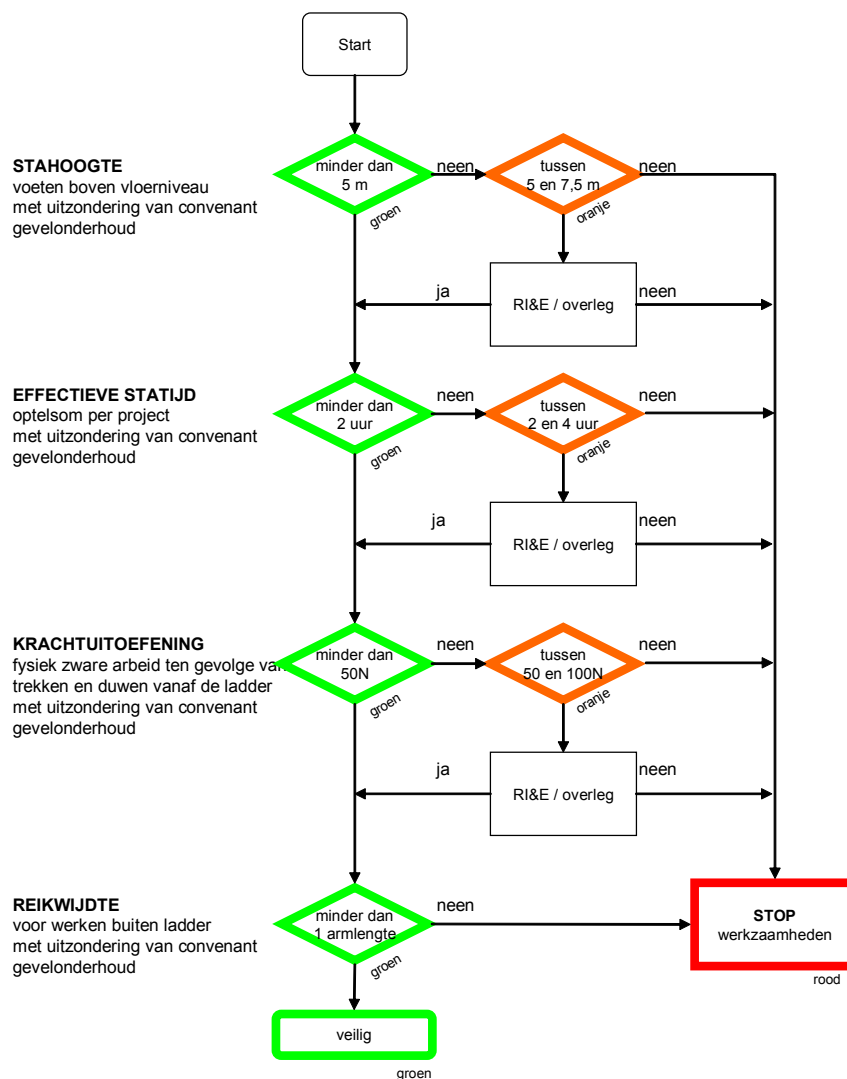 Start
STAHOOGTE
voeten boven vloerniveau
met uitzondering van convenant
gevelonderhoud
minder dan
5 m
neen
tussen
5 en 7,5 m
neen
groen
oranje
ja
RI&E / overleg
neen
EFFECTIEVE STATIJD
optelsom per project
met uitzondering van convenant
gevelonderhoud
minder dan
2 uur
neen
tussen
2 en 4 uur
neen
groen
oranje
ja
RI&E / overleg
neen
KRACHTUITOEFENING
fysiek zware arbeid ten gevolge van
trekken en duwen vanaf de ladder
met uitzondering van convenant
gevelonderhoud
minder dan
50N
neen
tussen
50 en 100N
neen
groen
oranje
ja
RI&E / overleg
neen
REIKWIJDTE
voor werken buiten ladder
met uitzondering van convenant
gevelonderhoud
minder dan
1 armlengte
neen
groen
STOP
werkzaamheden
rood
veilig
groen